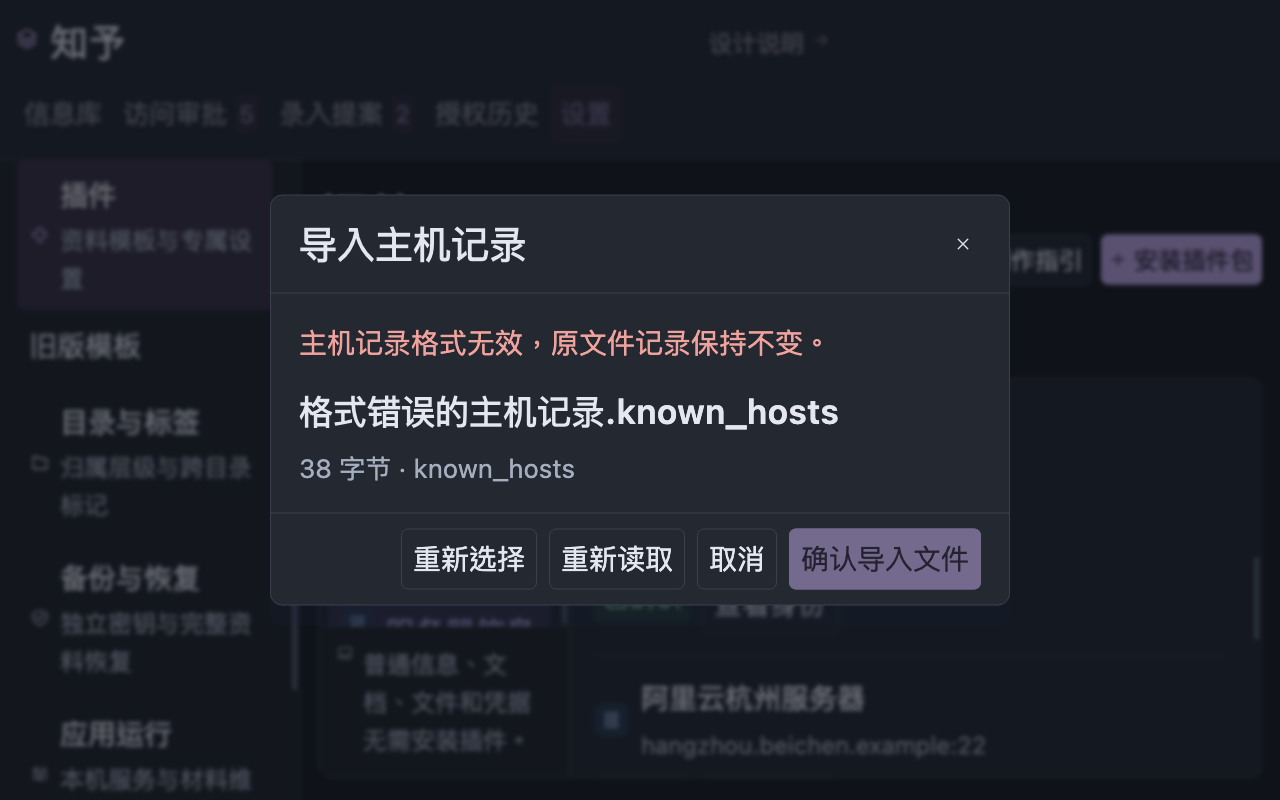 知予
设计说明 →
信息库 访问审批 5 录入提案 2 授权历史 设置
插件
资料模板与专属设
置
旧版模板
目录与标签
归属层级与跨目录
标记
备份与恢复
独立密钥与完整资
料恢复
应用运行
本机服务与材料维
作指引
+ 安装插件包
导入主机记录
×
主机记录格式无效，原文件记录保持不变。
格式错误的主机记录.known_hosts
38 字节 · known_hosts
重新选择 重新读取 取消 确认导入文件
查看身份
普通信息、文
档、文件和凭据
无需安装插件。
阿里云杭州服务器
hangzhou.beichen.example:22